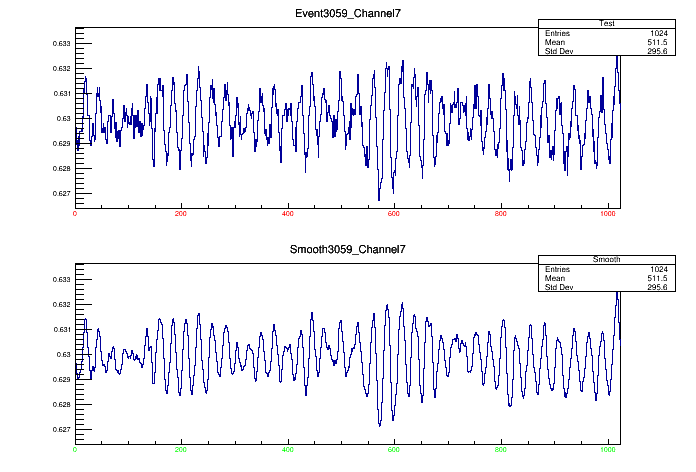 Event3059_Channel7
Test
Entries 1024
Mean 511.5
Std Dev 295.6
0.633
0.632
0.631
0.63
0.629
0.628
0.627
0 200 400 600 800 1000
Smooth3059_Channel7
Smooth
Entries 1024
Mean 511.5
Std Dev 295.6
0.633
0.632
0.631
0.63
0.629
0.628
0.627
0 200 400 600 800 1000